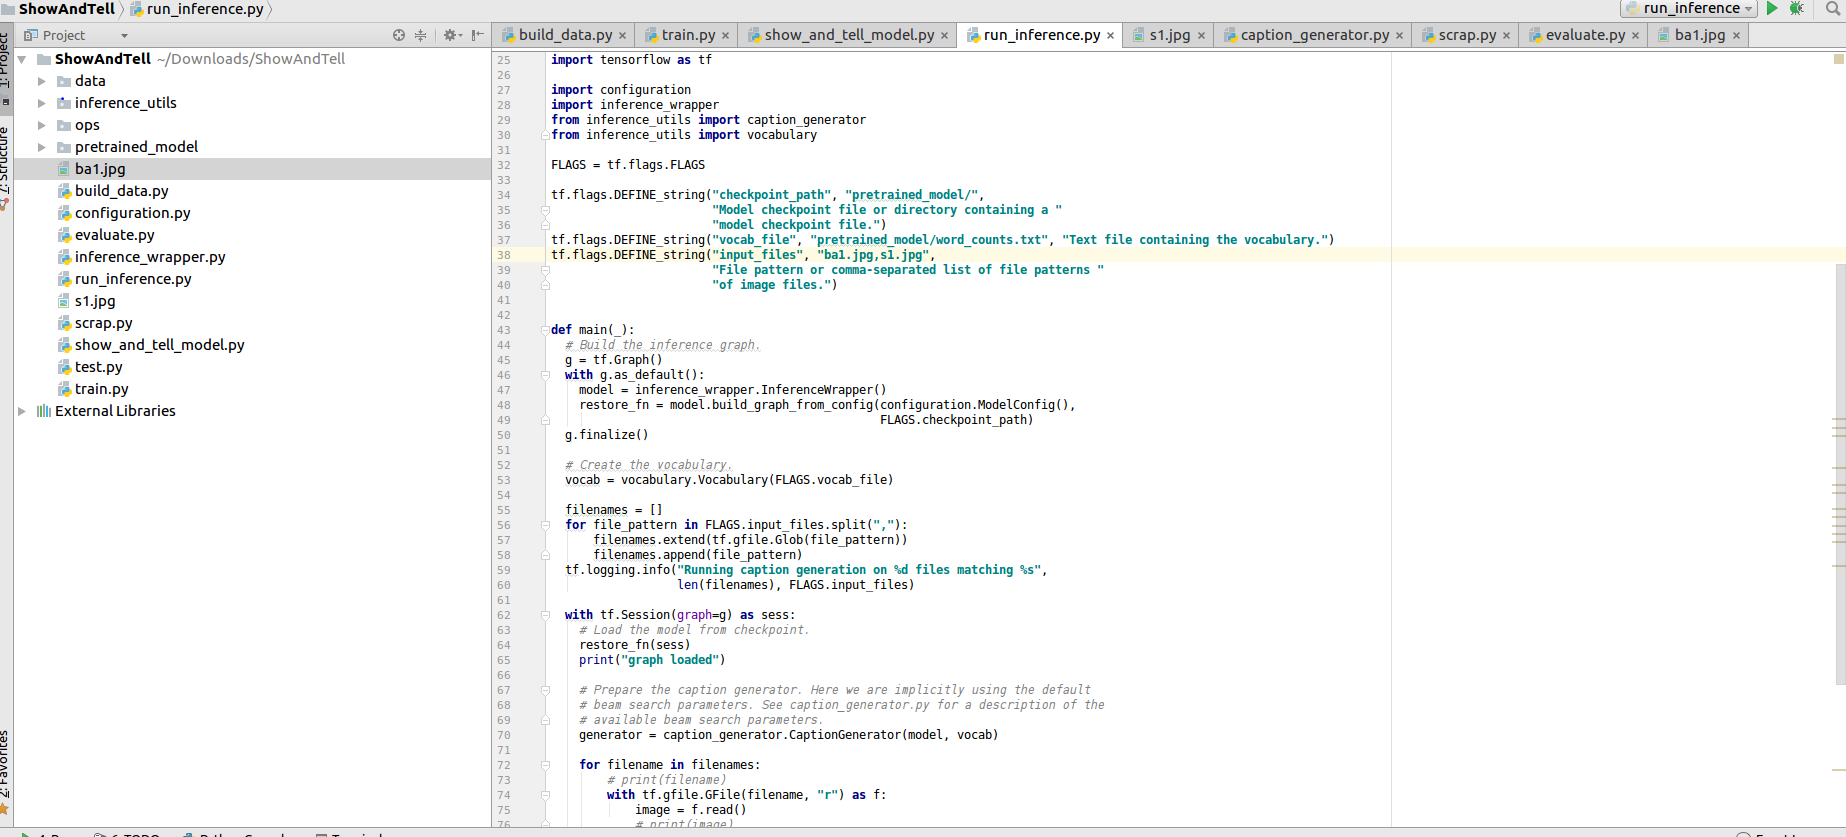 ShowAndTell run_inference.py run_inference
Project build_data.py train.py show_and_tell_model.py run_inference.py s1.jpg caption_generator.py scrap.py evaluate.py ba1.jpg
1: Project
7: Structure
2: Favorites
ShowAndTell ~/Downloads/ShowAndTell
data
inference_utils
ops
pretrained_model
ba1.jpg
build_data.py
configuration.py
evaluate.py
inference_wrapper.py
run_inference.py
s1.jpg
scrap.py
show_and_tell_model.py
test.py
train.py
External Libraries
25 import tensorflow as tf
26
27 import configuration
28 import inference_wrapper
29 from inference_utils import caption_generator
30 from inference_utils import vocabulary
31
32 FLAGS = tf.flags.FLAGS
33
34 tf.flags.DEFINE_string("checkpoint_path", "pretrained_model/",
35 "Model checkpoint file or directory containing a "
36 "model checkpoint file.")
37 tf.flags.DEFINE_string("vocab_file", "pretrained_model/word_counts.txt", "Text file containing the vocabulary.")
38 tf.flags.DEFINE_string("input_files", "ba1.jpg,s1.jpg",
39 "File pattern or comma-separated list of file patterns "
40 "of image files.")
41
42
43 def main(_):
44 # Build the inference graph.
45 g = tf.Graph()
46 with g.as_default():
47 model = inference_wrapper.InferenceWrapper()
48 restore_fn = model.build_graph_from_config(configuration.ModelConfig(),
49 FLAGS.checkpoint_path)
50 g.finalize()
51
52 # Create the vocabulary.
53 vocab = vocabulary.Vocabulary(FLAGS.vocab_file)
54
55 filenames = []
56 for file_pattern in FLAGS.input_files.split(","):
57 filenames.extend(tf.gfile.Glob(file_pattern))
58 filenames.append(file_pattern)
59 tf.logging.info("Running caption generation on %d files matching %s",
60 len(filenames), FLAGS.input_files)
61
62 with tf.Session(graph=g) as sess:
63 # Load the model from checkpoint.
64 restore_fn(sess)
65 print("graph loaded")
66
67 # Prepare the caption generator. Here we are implicitly using the default
68 # beam search parameters. See caption_generator.py for a description of the
69 # available beam search parameters.
70 generator = caption_generator.CaptionGenerator(model, vocab)
71
72 for filename in filenames:
73 # print(filename)
74 with tf.gfile.GFile(filename, "r") as f:
75 image = f.read()
76 # print(image)